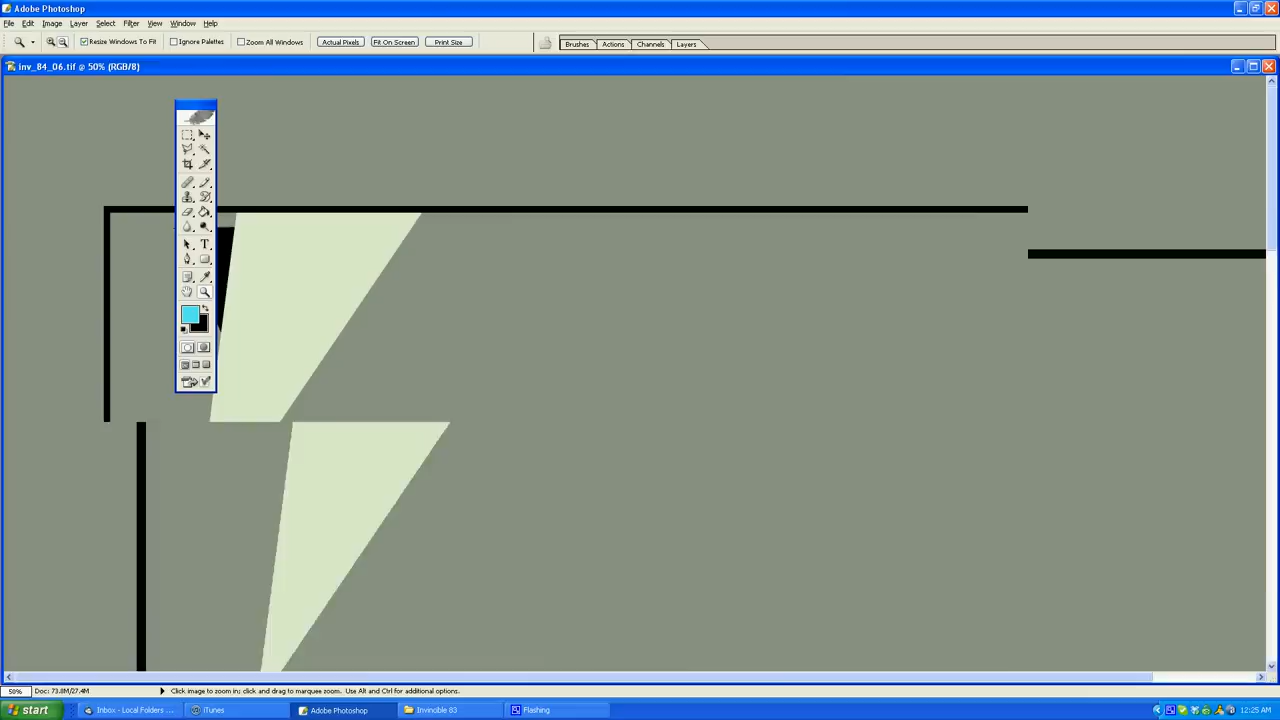 Adobe Photoshop
File Edit Image Layer Select Filter View Window Help
Resize Windows To Fit Ignore Palettes Zoom All Windows Actual Pixels Fit On Screen Print Size Brushes Actions Channels Layers
inv_84_06.tif @ 50% (RGB/8)
T
50% Doc: 73.8M/27.4M Click image to zoom in; click and drag to marquee zoom. Use Alt and Ctrl for additional options.
start Inbox - Local Folders ... iTunes Adobe Photoshop Invincible 83 Flashing 12:25 AM